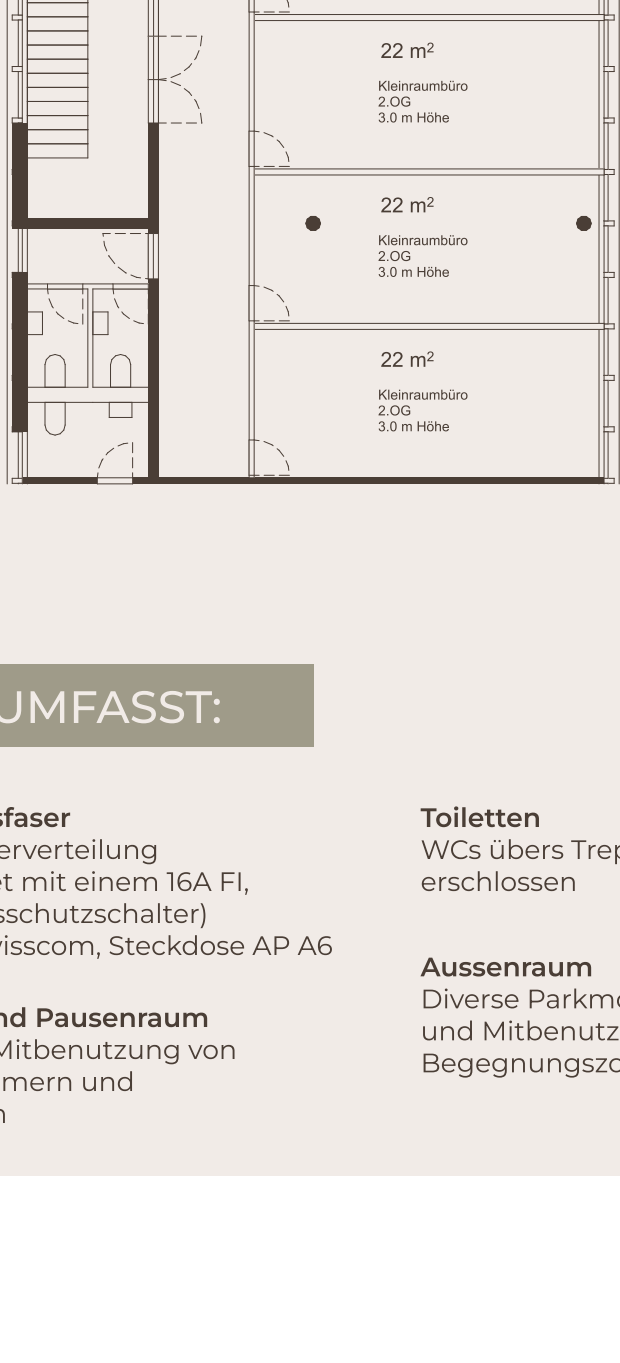 22 m²
Kleinraumbüro
2.OG
3.0 m Höhe
22 m²
Kleinraumbüro
2.OG
3.0 m Höhe
22 m²
Kleinraumbüro
2.OG
3.0 m Höhe
UMFASST:
sfaser
erverteilung
et mit einem 16A FI,
sschutzschalter)
visscom, Steckdose AP A6
nd Pausenraum
Mitbenutzung von
mern und
n
Toiletten
WCs übers Trep
erschlossen
Aussenraum
Diverse Parkmö
und Mitbenutz
Begegnungszo